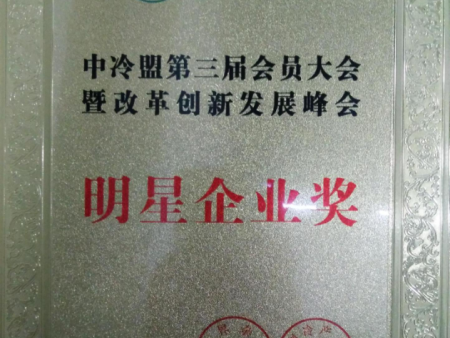 中冷盟第三届会员大会
暨改革创新发展峰会
明星企业奖